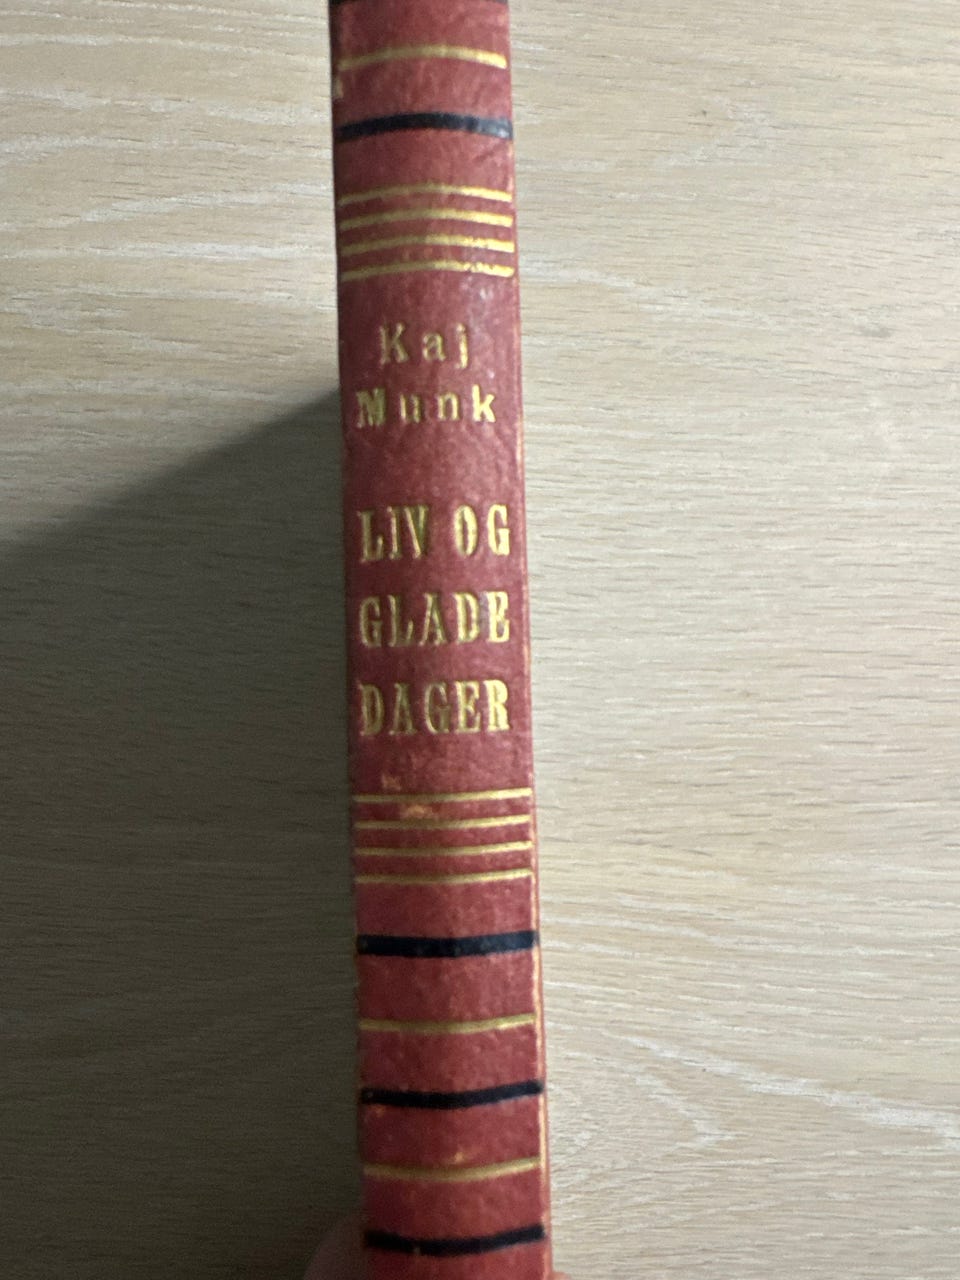 Kaj
Munk
LIV OG
GLADE
DAGER